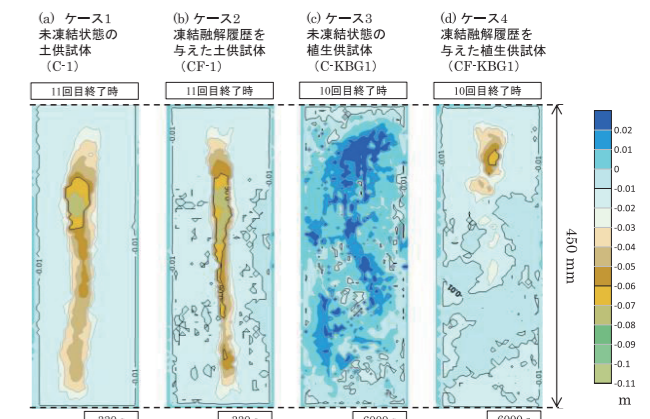 (a) ケース1
未凍結状態の
土供試体
（C-1）
11回目終了時
(b) ケース2
凍結融解履歴を
与えた土供試体
（CF-1）
11回目終了時
(c) ケース3
未凍結状態の
植生供試体
（C-KBG1）
10回目終了時
(d) ケース4
凍結融解履歴を
与えた植生供試体
（CF-KBG1）
10回目終了時
450 mm
0.02
0.01
0
-0.01
-0.02
-0.03
-0.04
-0.05
-0.06
-0.07
-0.08
-0.09
-0.1
-0.11
m